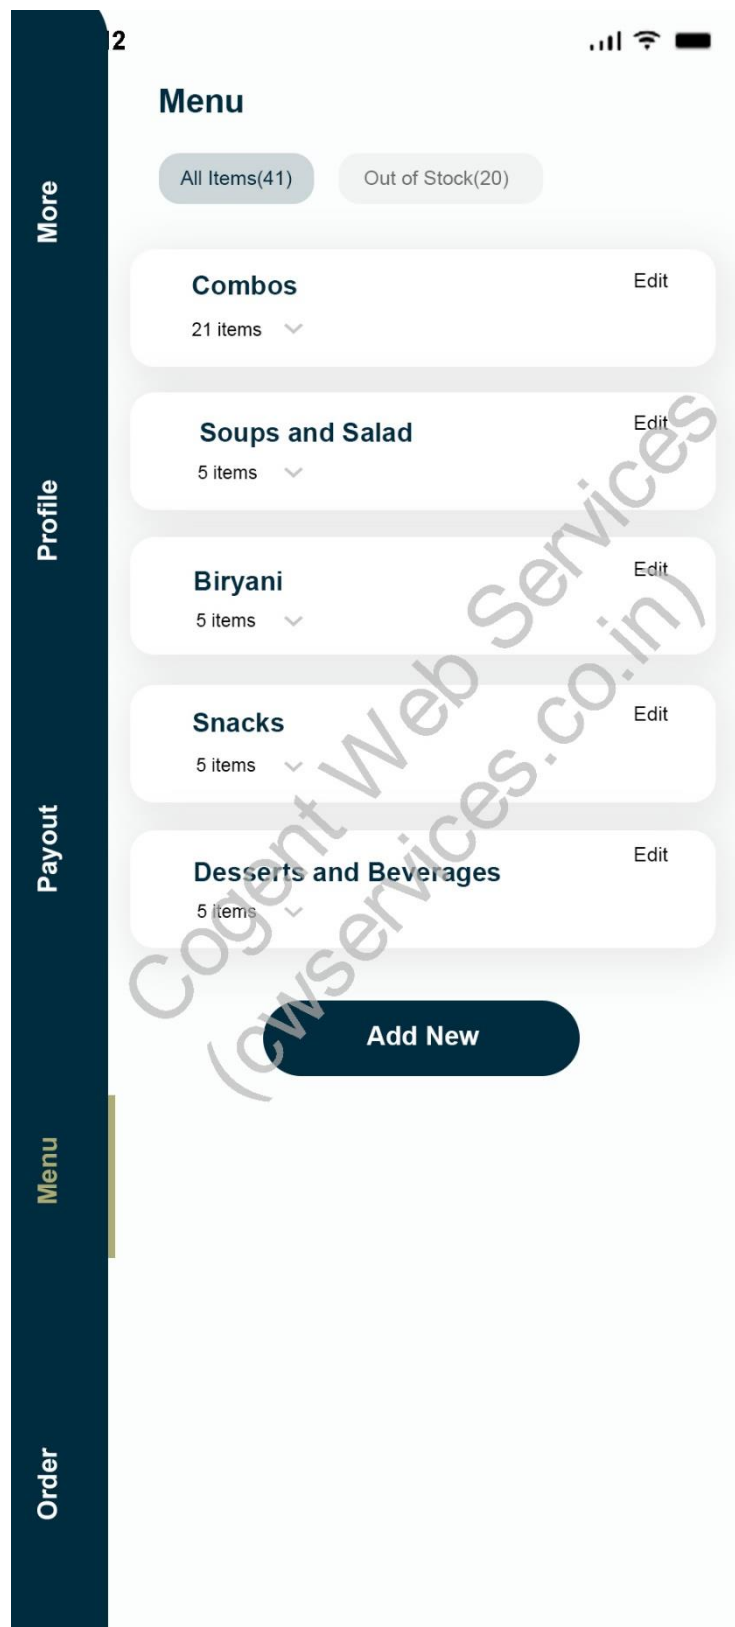 12
Menu
All Items(41) Out of Stock(20)
Combos Edit
21 items
Soups and Salad Edit
5 items
Biryani Edit
5 items
Snacks Edit
5 items
Desserts and Beverages Edit
5 items
Add New
More
Profile
Payout
Menu
Order
Cogent Web Services
(cwservices.co.in)